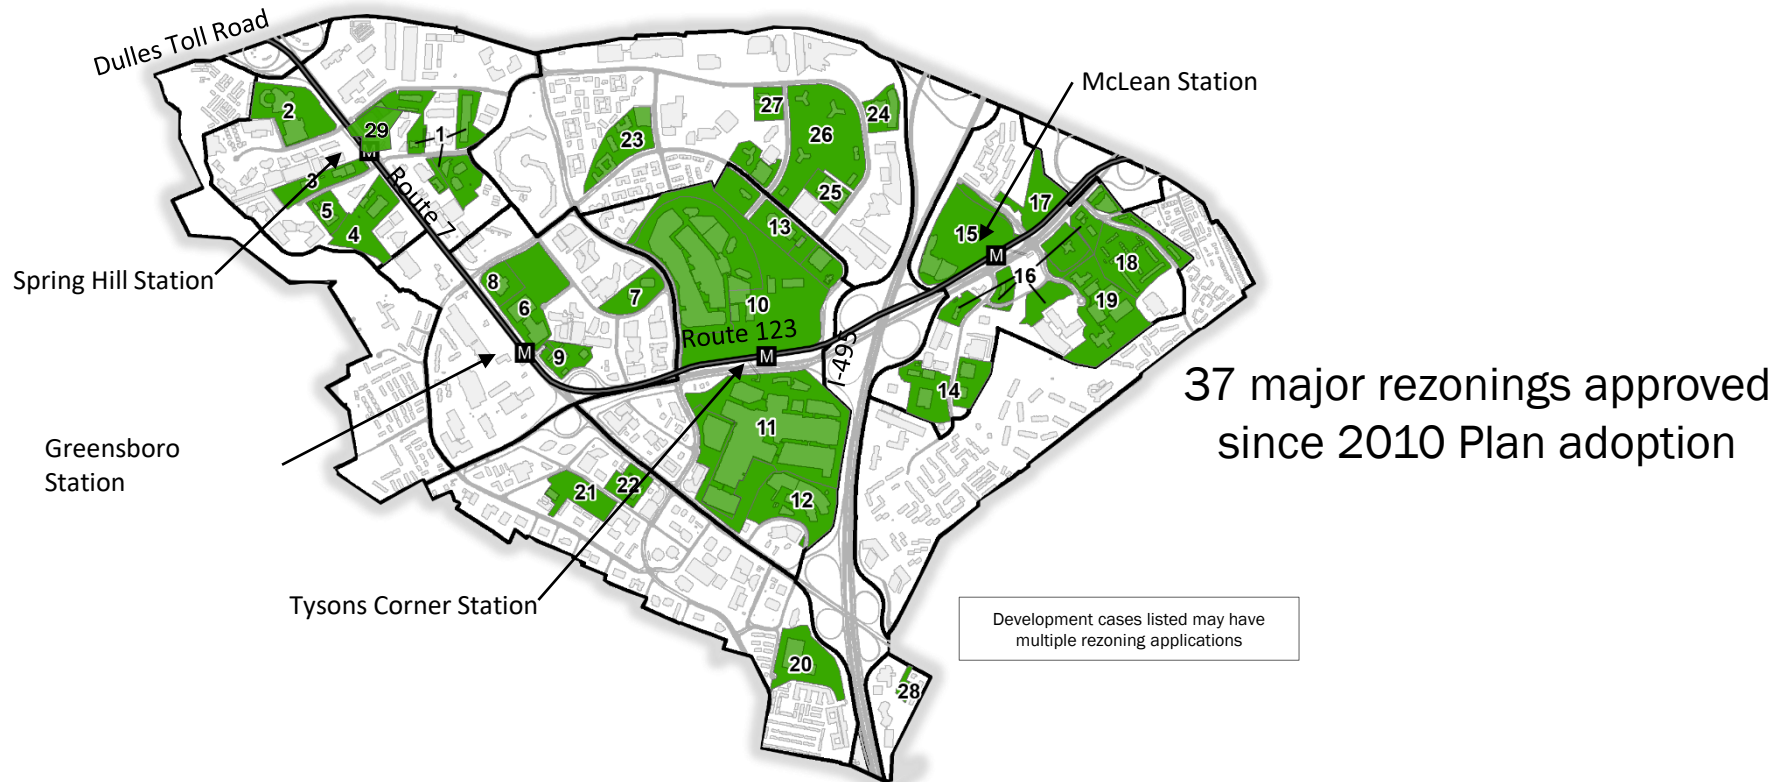 Dulles Toll Road
McLean Station
2
29
M
1
3
5
4
Route 7
23
27
26
24
25
13
17
15
M
16
18
19
Spring Hill Station
8
6
7
10
Route 123
M
I-495
M
9
14
37 major rezonings approved
since 2010 Plan adoption
11
12
Greensboro
Station
21
22
Tysons Corner Station
Development cases listed may have
multiple rezoning applications
20
28